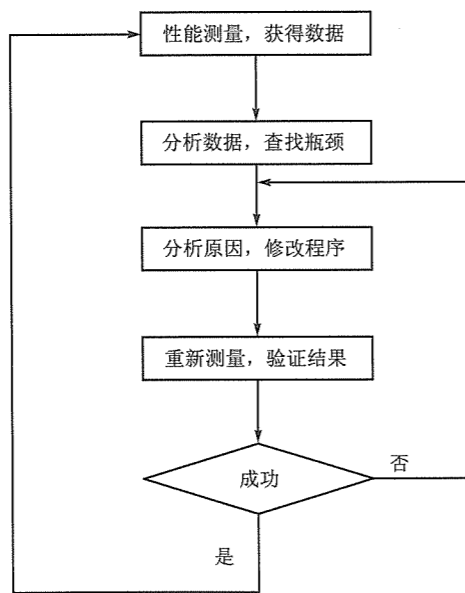 性能测量，获得数据
分析数据，查找瓶颈
分析原因，修改程序
重新测量，验证结果
成功
否
是